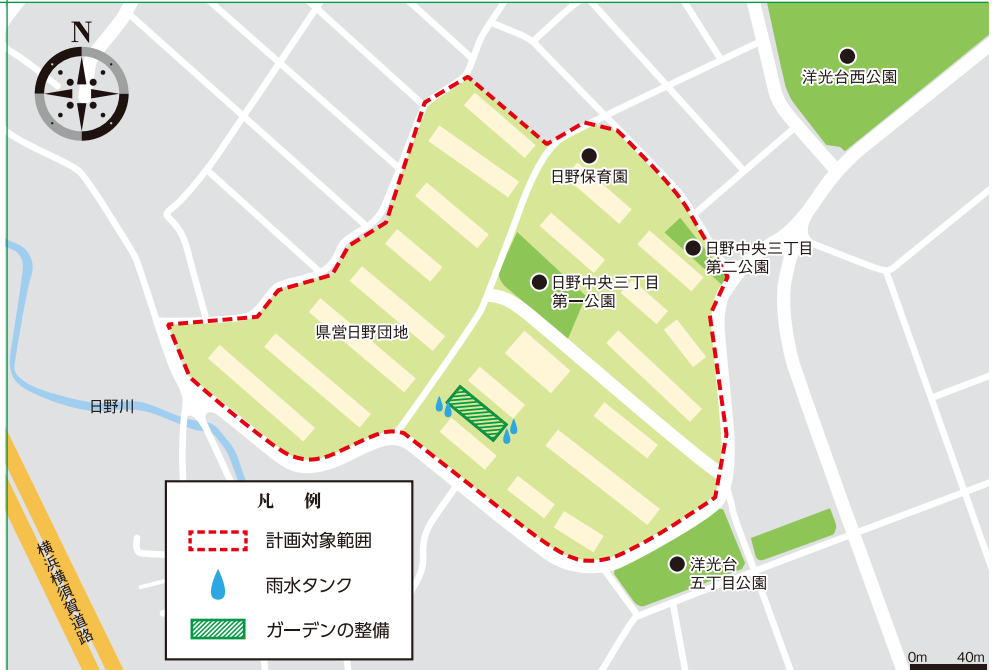 N
洋光台西公園
日野保育園
日野中央三丁目
第二公園
日野中央三丁目
第一公園
県営日野団地
日野川
凡 例
計画対象範囲
雨水タンク
ガーデンの整備
横浜横須賀道路
洋光台
五丁目公園
0m 40m